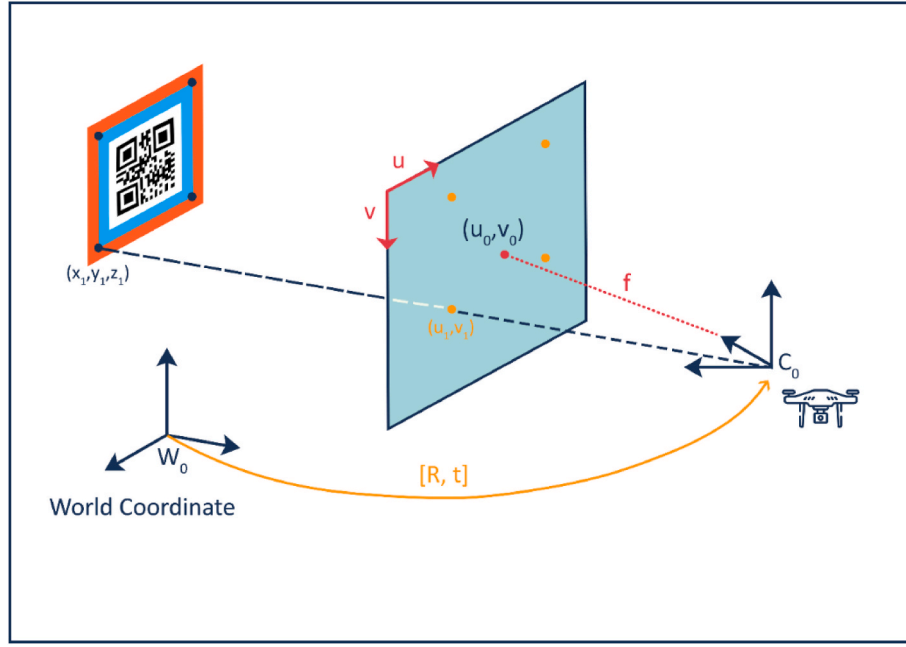 u
v
(u₀,v₀)
f
(x₁,y₁,z₁)
(u₁,v₁)
C₀
W₀
[R, t]
World Coordinate